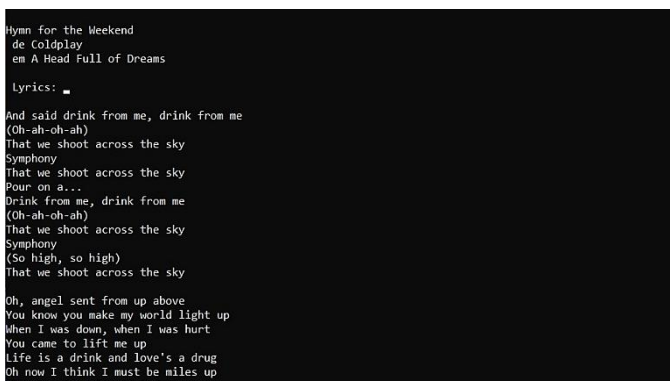 Hymn for the Weekend
de Coldplay
em A Head Full of Dreams
Lyrics:
And said drink from me, drink from me
(Oh-ah-oh-ah)
That we shoot across the sky
Symphony
That we shoot across the sky
Pour on a...
Drink from me, drink from me
(Oh-ah-oh-ah)
That we shoot across the sky
Symphony
(So high, so high)
That we shoot across the sky
Oh, angel sent from up above
You know you make my world light up
When I was down, when I was hurt
You came to lift me up
Life is a drink and love's a drug
Oh now I think I must be miles up